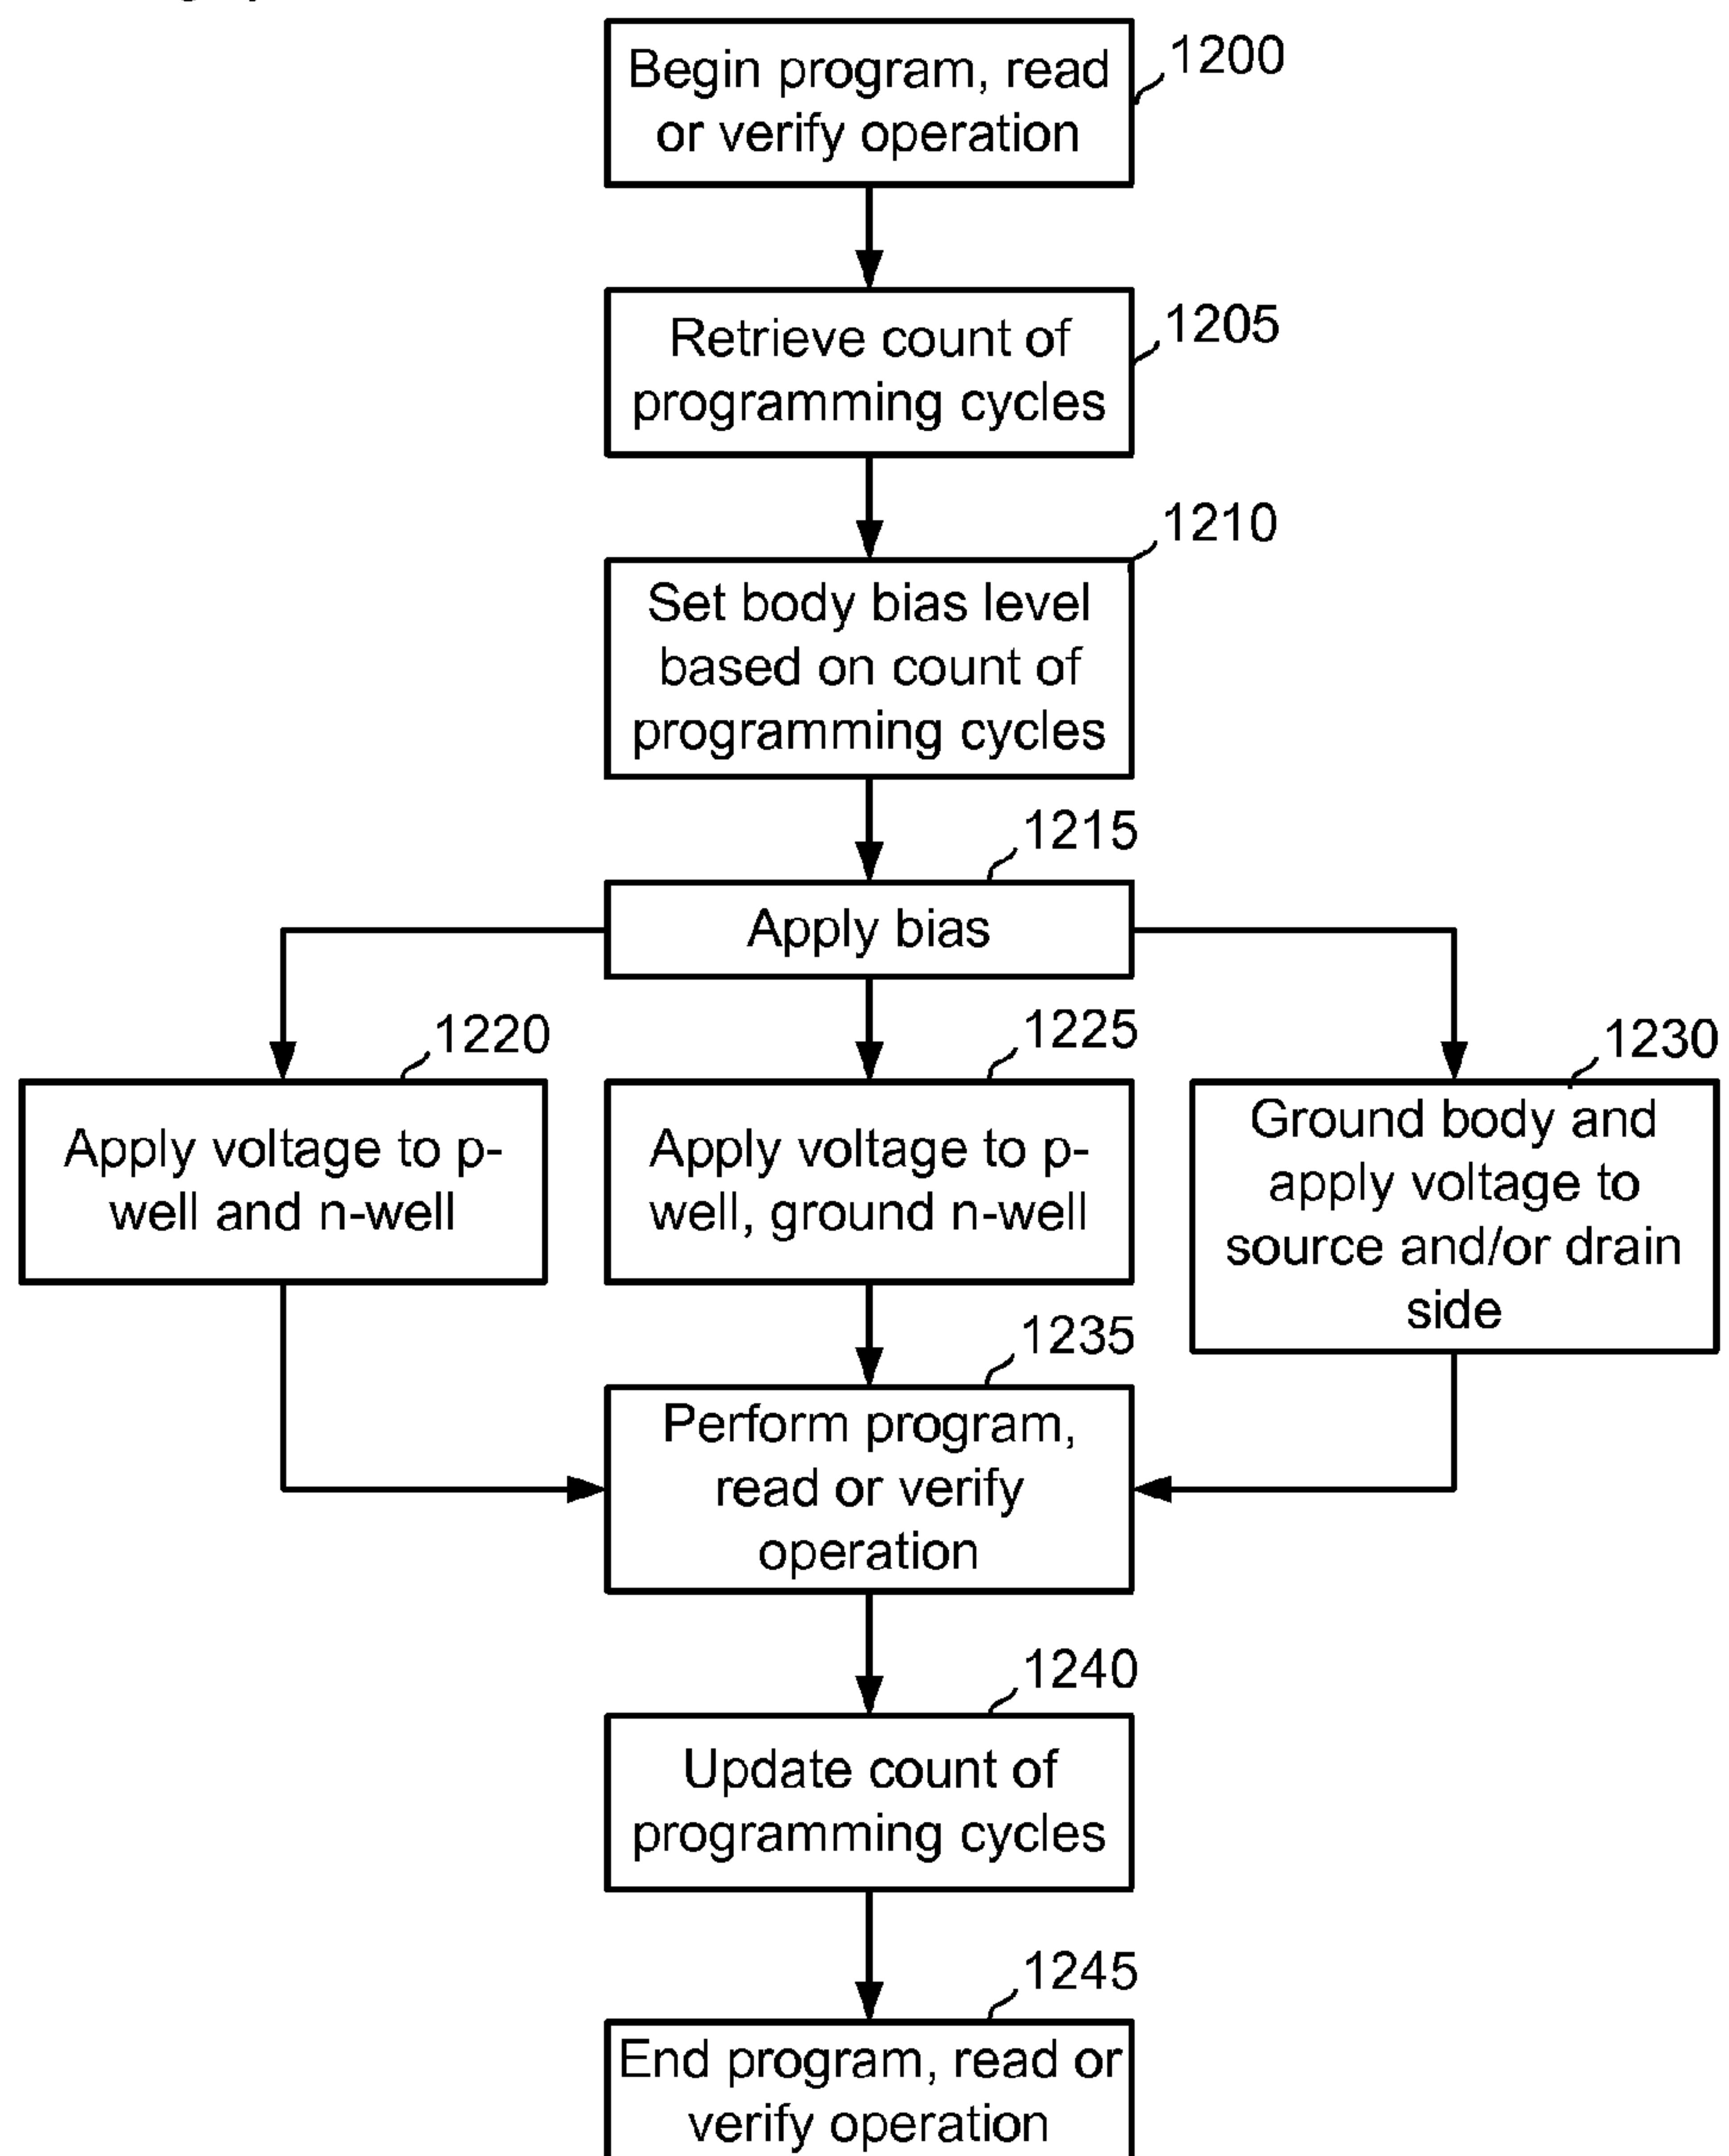 Begin program, read
or verify operation
1200
Retrieve count of
programming cycles
1205
1210
Set body bias level
based on count of
programming cycles
1215
Apply bias
1220
Apply voltage to p-
well and n-well
1225
Apply voltage to p-
well, ground n-well
1230
Ground body and
apply voltage to
source and/or drain
side
1235
Perform program,
read or verify
operation
1240
Update count of
programming cycles
1245
End program, read or
verify operation